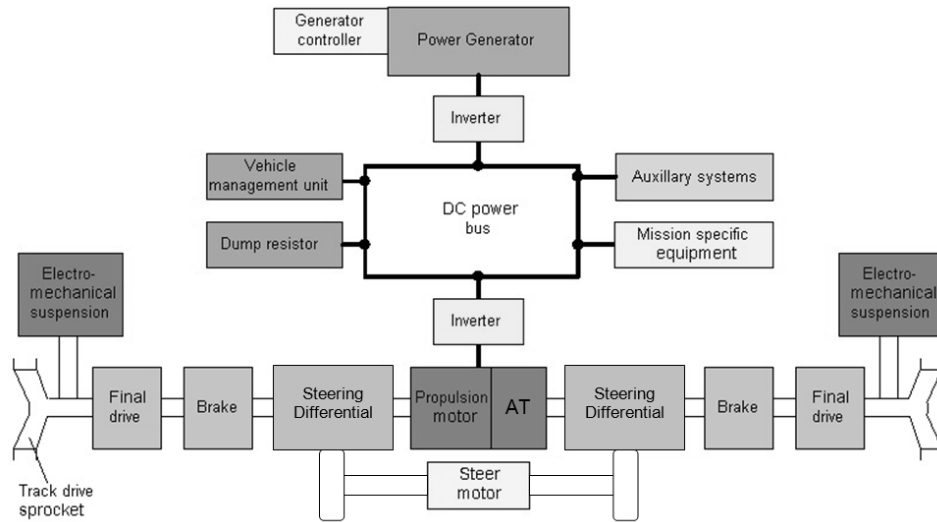 Generator
controller
Power Generator
Inverter
Vehicle
management unit
Auxillary systems
DC power
bus
Dump resistor
Mission specific
equipment
Electro-
mechanical
suspension
Electro-
mechanical
suspension
Inverter
Final
drive
Brake
Steering
Differential
Propulsion
motor
AT
Steering
Differential
Brake
Final
drive
Steer
motor
Track drive
sprocket